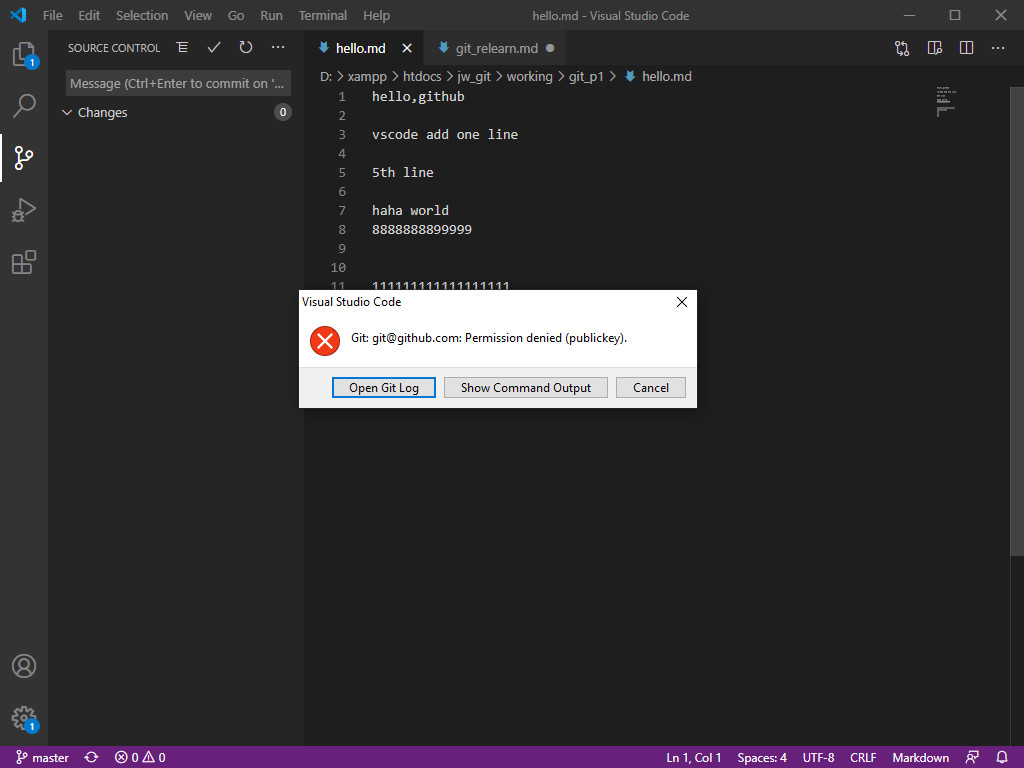 File Edit Selection View Go Run Terminal Help hello.md - Visual Studio Code
SOURCE CONTROL
hello.md git_relearn.md
1
Message (Ctrl+Enter to commit on '...
D: > xampp > htdocs > jw_git > working > git_p1 > hello.md
Changes 0
1 hello,github
2
3 vscode add one line
4
5 5th line
6
7 haha world
8 8888888899999
9
10
11 111111111111111111
Visual Studio Code
Git: git@github.com: Permission denied (publickey).
Open Git Log Show Command Output Cancel
1
master 0 0 Ln 1, Col 1 Spaces: 4 UTF-8 CRLF Markdown